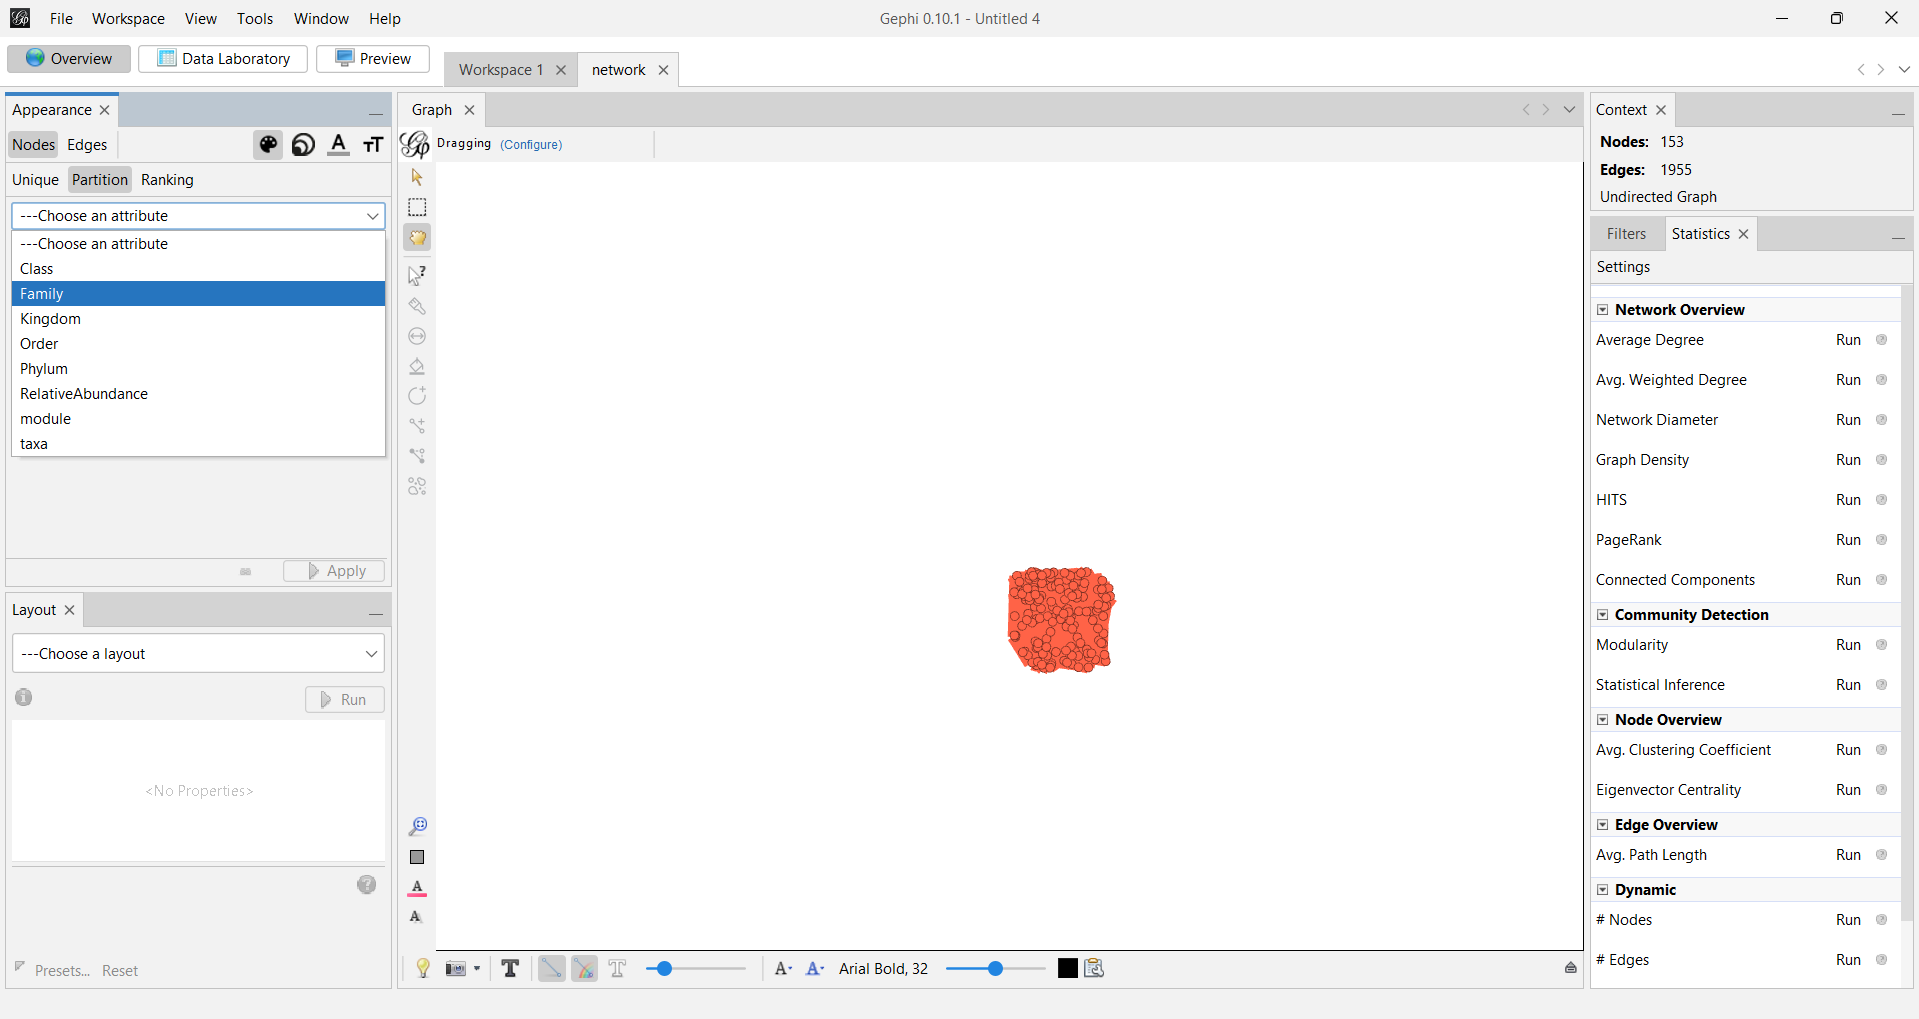 File Workspace View Tools Window Help Gephi 0.10.1 - Untitled 4
Overview Data Laboratory Preview Workspace 1 network
Appearance
Nodes Edges
Unique Partition Ranking
---Choose an attribute
---Choose an attribute
Class
Family
Kingdom
Order
Phylum
RelativeAbundance
module
taxa
Apply
Layout
---Choose a layout
Run
<No Properties>
Presets... Reset
Graph
Dragging (Configure)
Arial Bold, 32
Context
Nodes: 153
Edges: 1955
Undirected Graph
Filters Statistics
Settings
Network Overview
Average Degree Run
Avg. Weighted Degree Run
Network Diameter Run
Graph Density Run
HITS Run
PageRank Run
Connected Components Run
Community Detection
Modularity Run
Statistical Inference Run
Node Overview
Avg. Clustering Coefficient Run
Eigenvector Centrality Run
Edge Overview
Avg. Path Length Run
Dynamic
# Nodes Run
# Edges Run